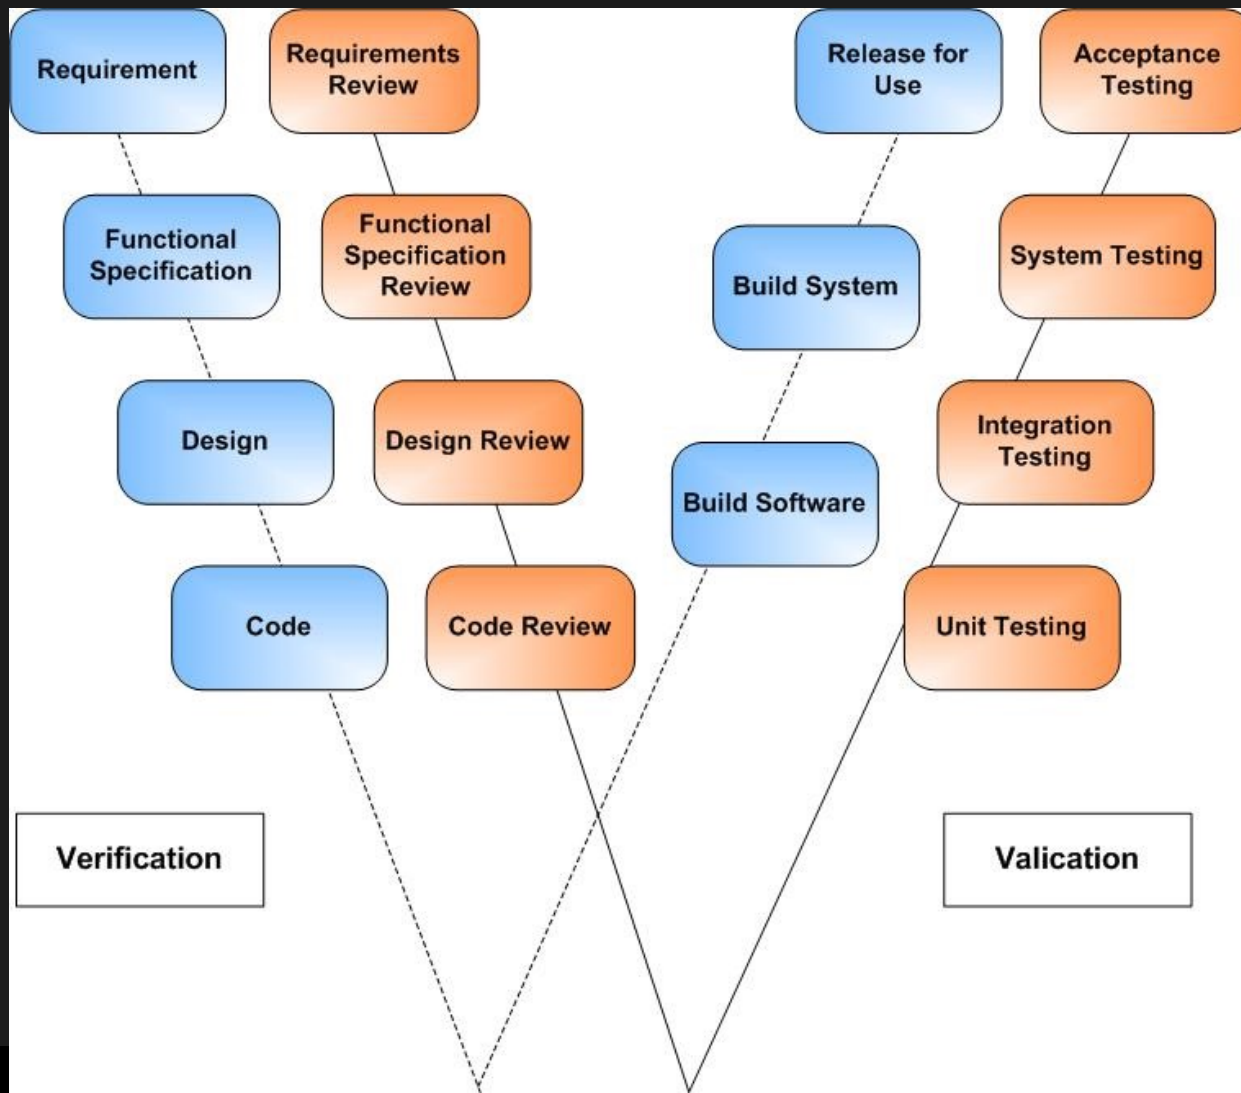 Requirement
Requirements
Review
Release for
Use
Acceptance
Testing
Functional
Specification
Functional
Specification
Review
Build System
System Testing
Design
Design Review
Build Software
Integration
Testing
Code
Code Review
Unit Testing
Verification
Valication